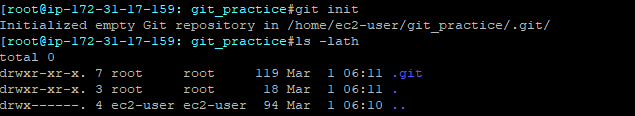 [root@ip-172-31-17-159: git_practice]#git init
Initialized empty Git repository in /home/ec2-user/git_practice/.git/
[root@ip-172-31-17-159: git_practice]#ls -lath
total 0
drwxr-xr-x. 7 root     root     119 Mar  1 06:11 .git
drwxr-xr-x. 3 root     root      18 Mar  1 06:11 .
drwx------. 4 ec2-user ec2-user  94 Mar  1 06:10 ..